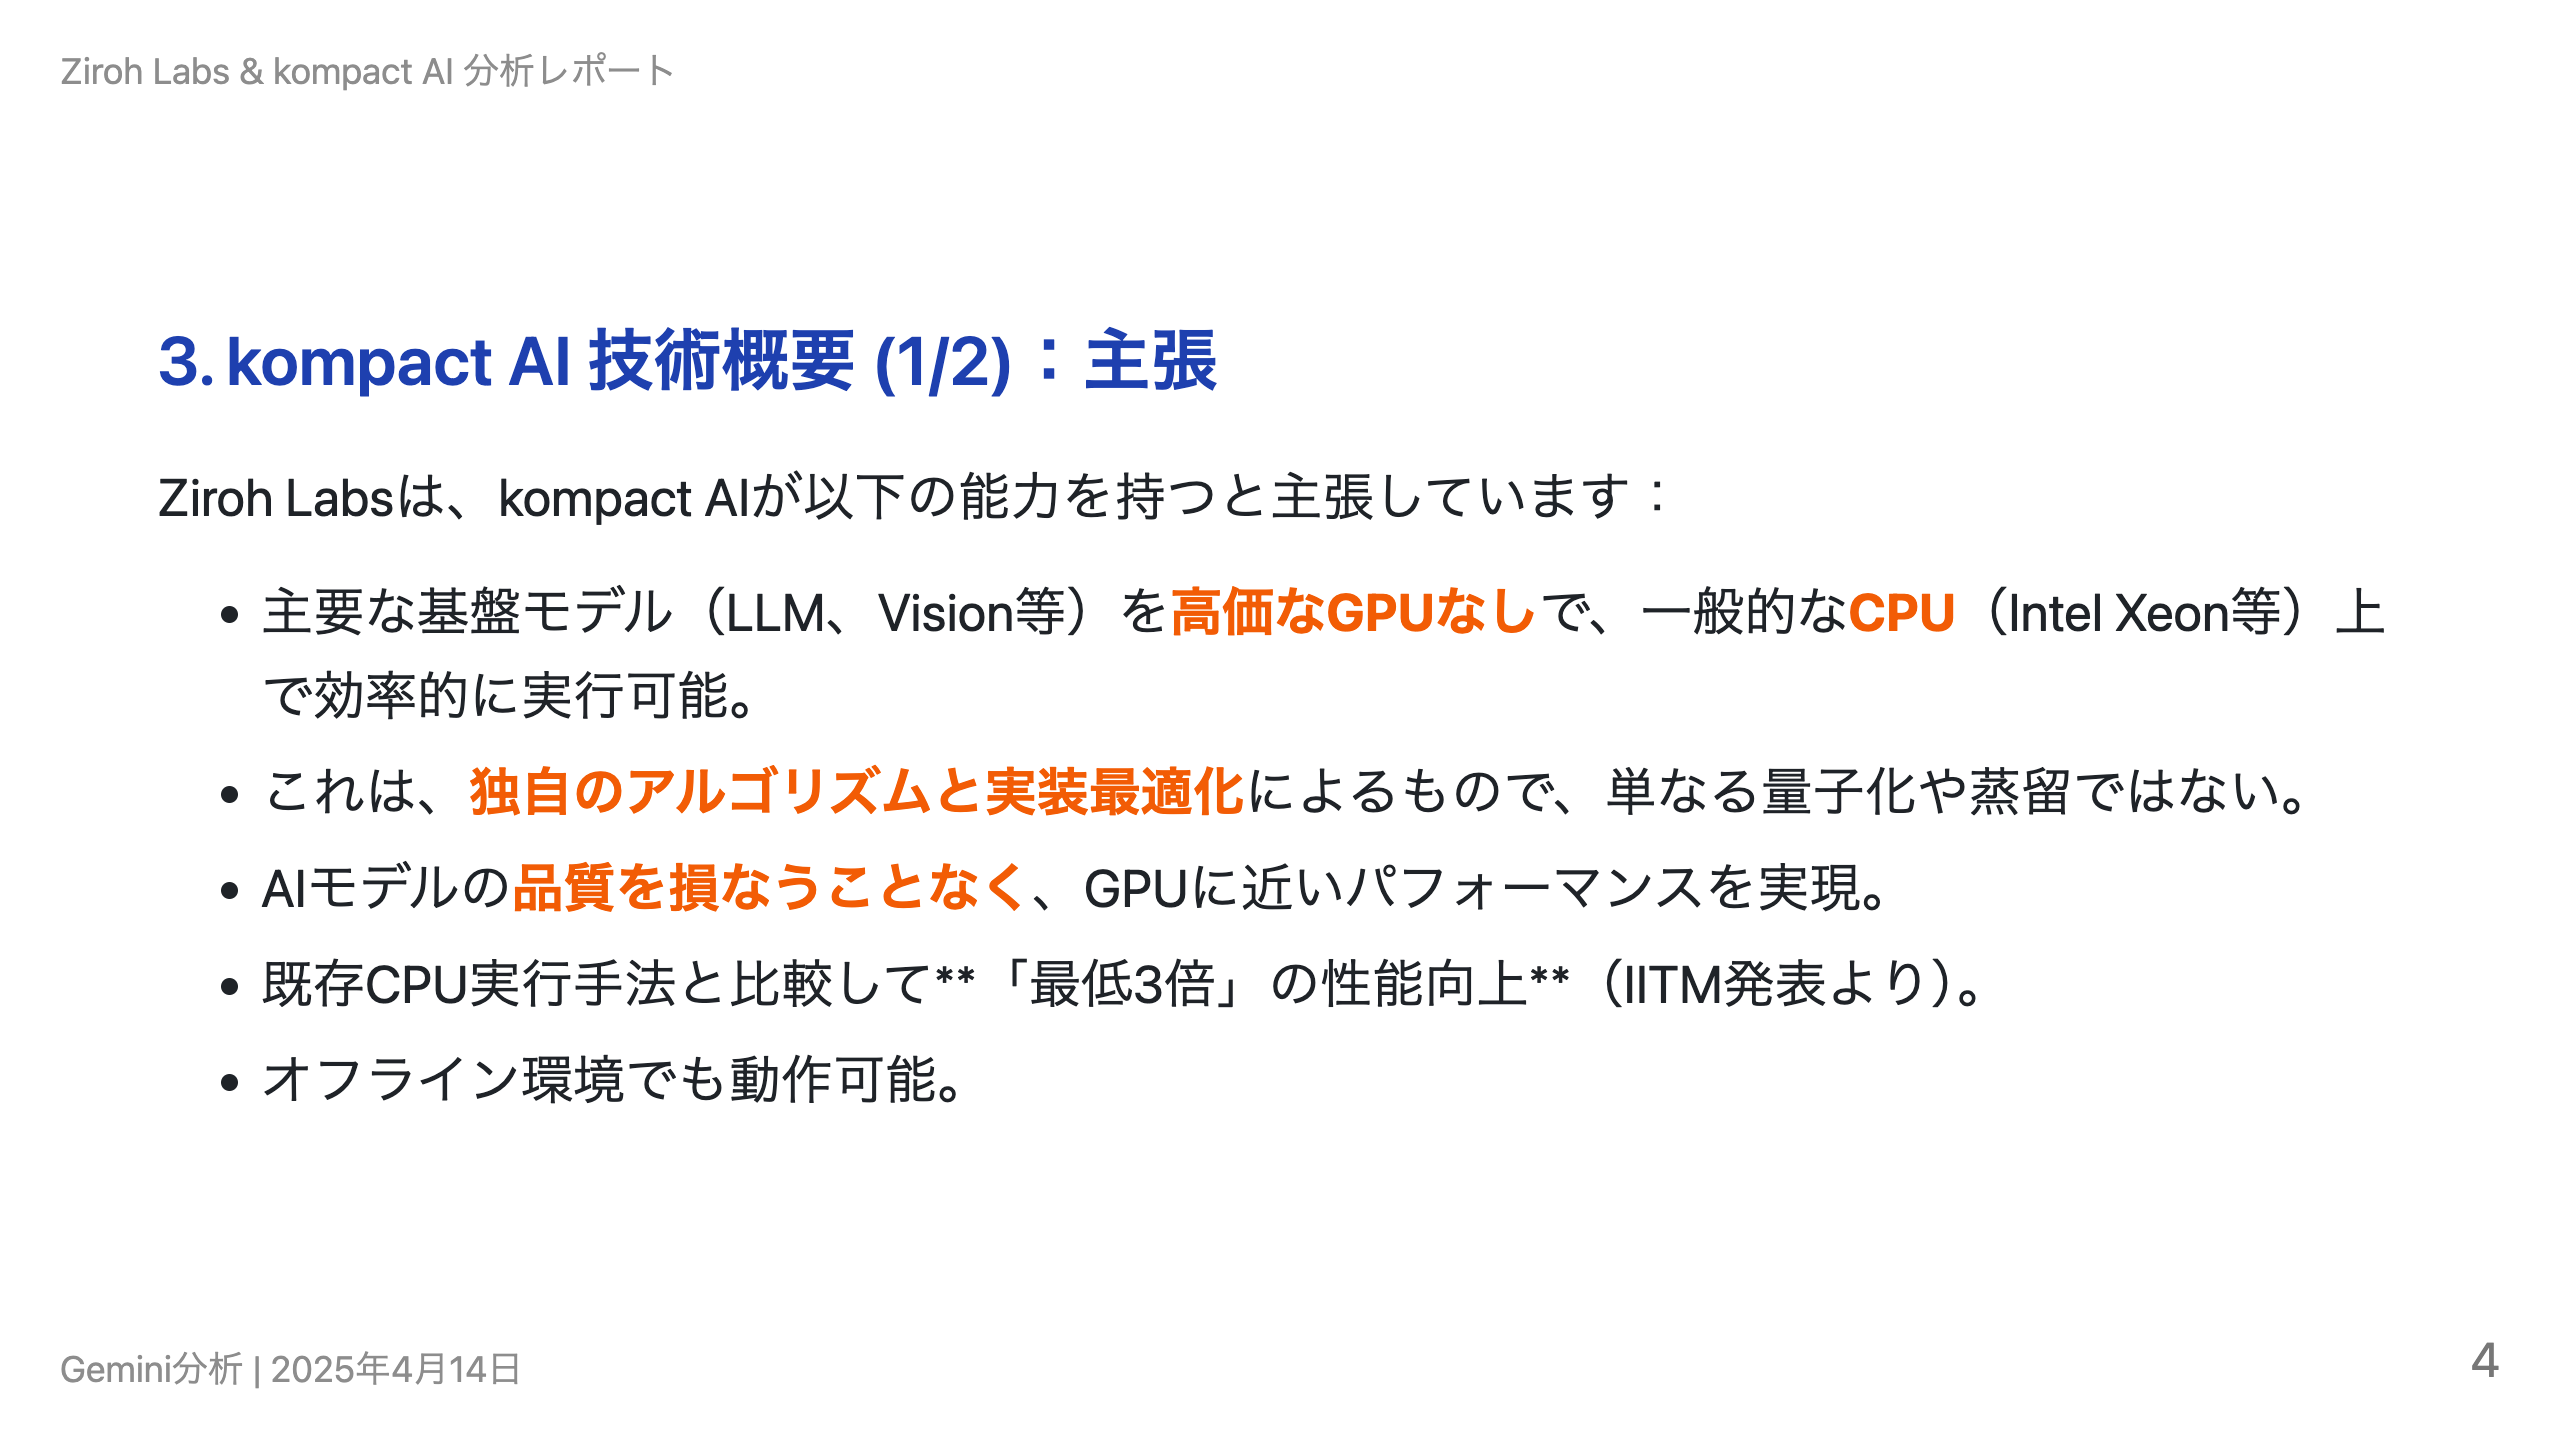 Ziroh Labs & kompact AI 分析レポート
3. kompact AI 技術概要 (1/2)：主張
Ziroh Labsは、kompact AIが以下の能力を持つと主張しています：
• 主要な基盤モデル（LLM、Vision等）を高価なGPUなしで、一般的なCPU（Intel Xeon等）上
で効率的に実行可能。
• これは、独自のアルゴリズムと実装最適化によるもので、単なる量子化や蒸留ではない。
• AIモデルの品質を損なうことなく、GPUに近いパフォーマンスを実現。
• 既存CPU実行手法と比較して**「最低3倍」の性能向上**（IITM発表より）。
• オフライン環境でも動作可能。
Gemini分析 | 2025年4月14日
4